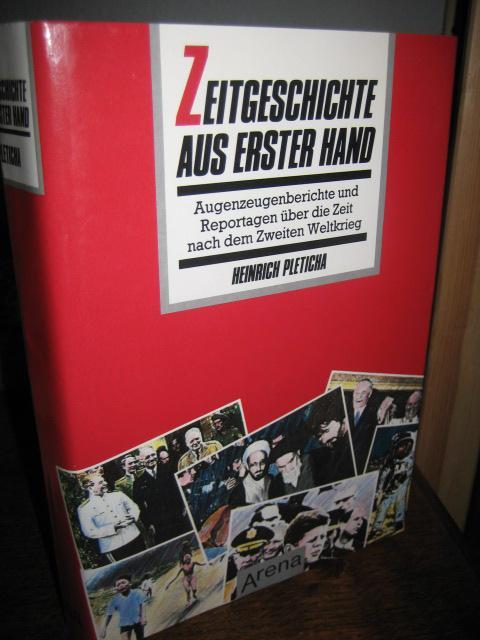 ZEITGESCHICHTE
AUS ERSTER HAND
Augenzeugenberichte und
Reportagen über die Zeit
nach dem Zweiten Weltkrieg
HEINRICH PLETICHA
Arena